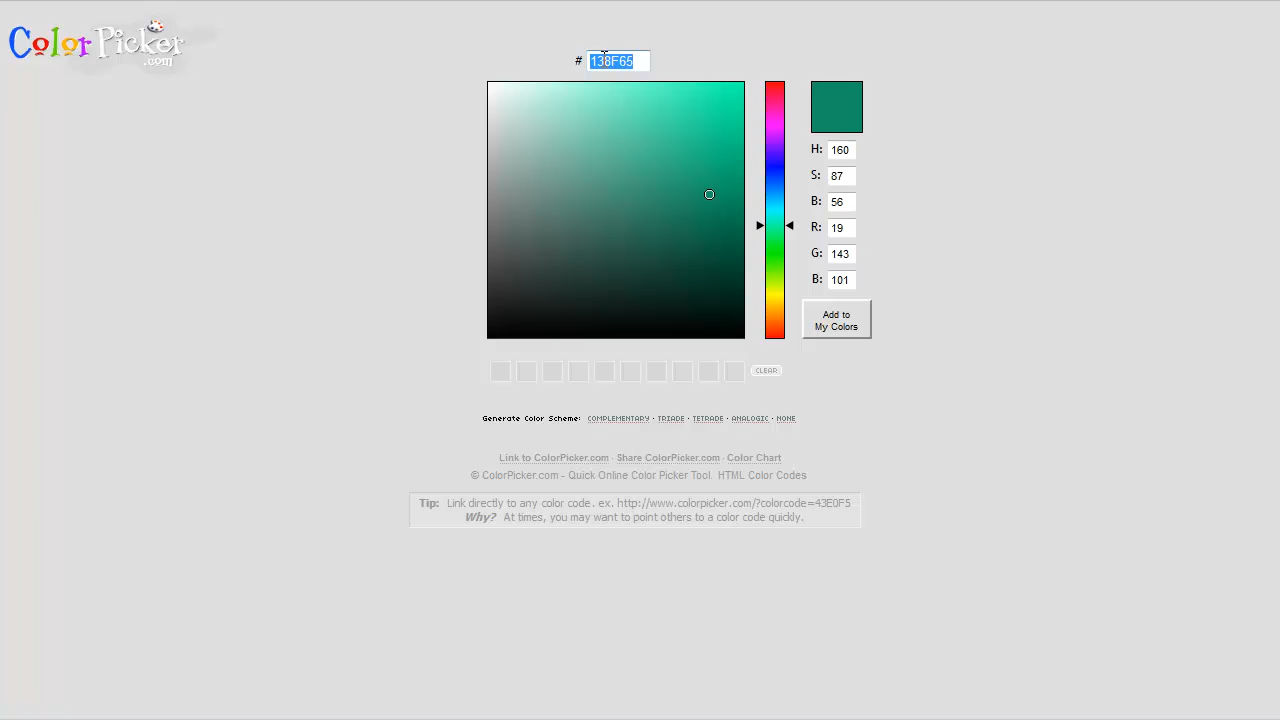 ColorPicker
.com
# 138F65
H: 160
S: 87
B: 56
R: 19
G: 143
B: 101
Add to
My Colors
CLEAR
Generate Color Scheme: COMPLEMENTARY · TRIADE · TETRADE · ANALOGIC · NONE
Link to ColorPicker.com · Share ColorPicker.com · Color Chart
© ColorPicker.com - Quick Online Color Picker Tool. HTML Color Codes
Tip: Link directly to any color code. ex. http://www.colorpicker.com/?colorcode=43E0F5
Why? At times, you may want to point others to a color code quickly.